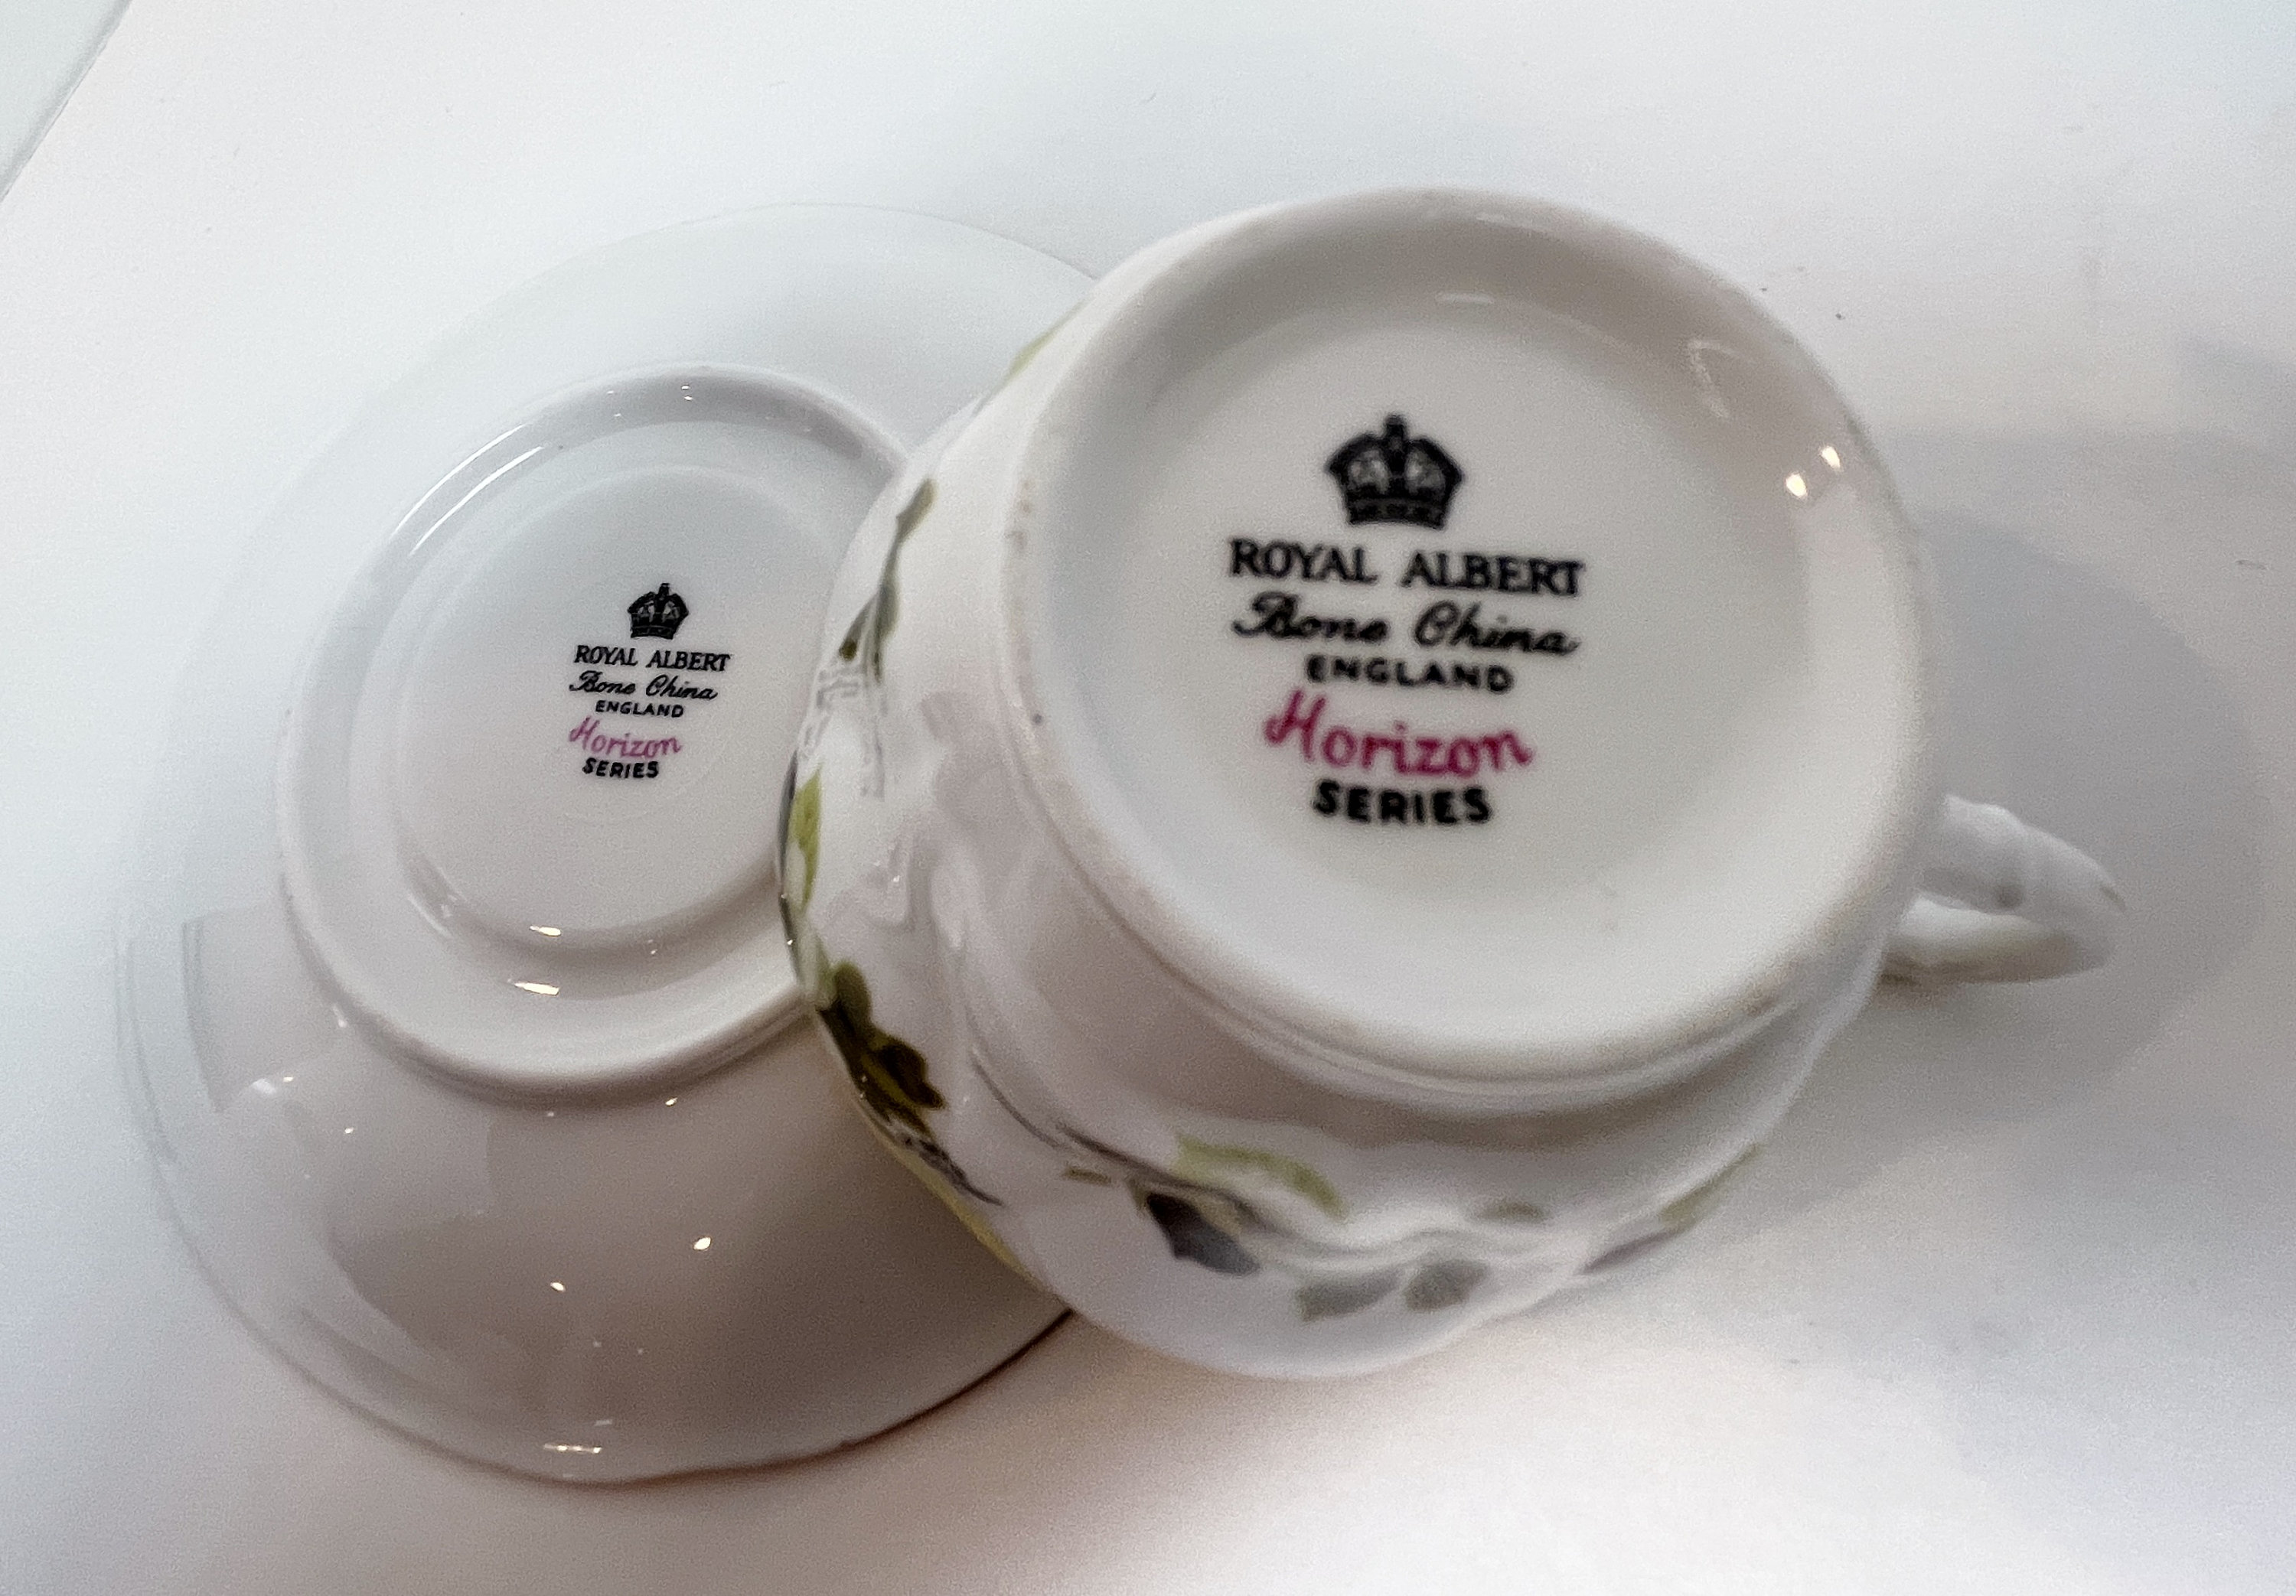 ROYAL ALBERT
Bone China
ENGLAND
Horizon
SERIES
ROYAL ALBERT
Bone China
ENGLAND
Horizon
SERIES